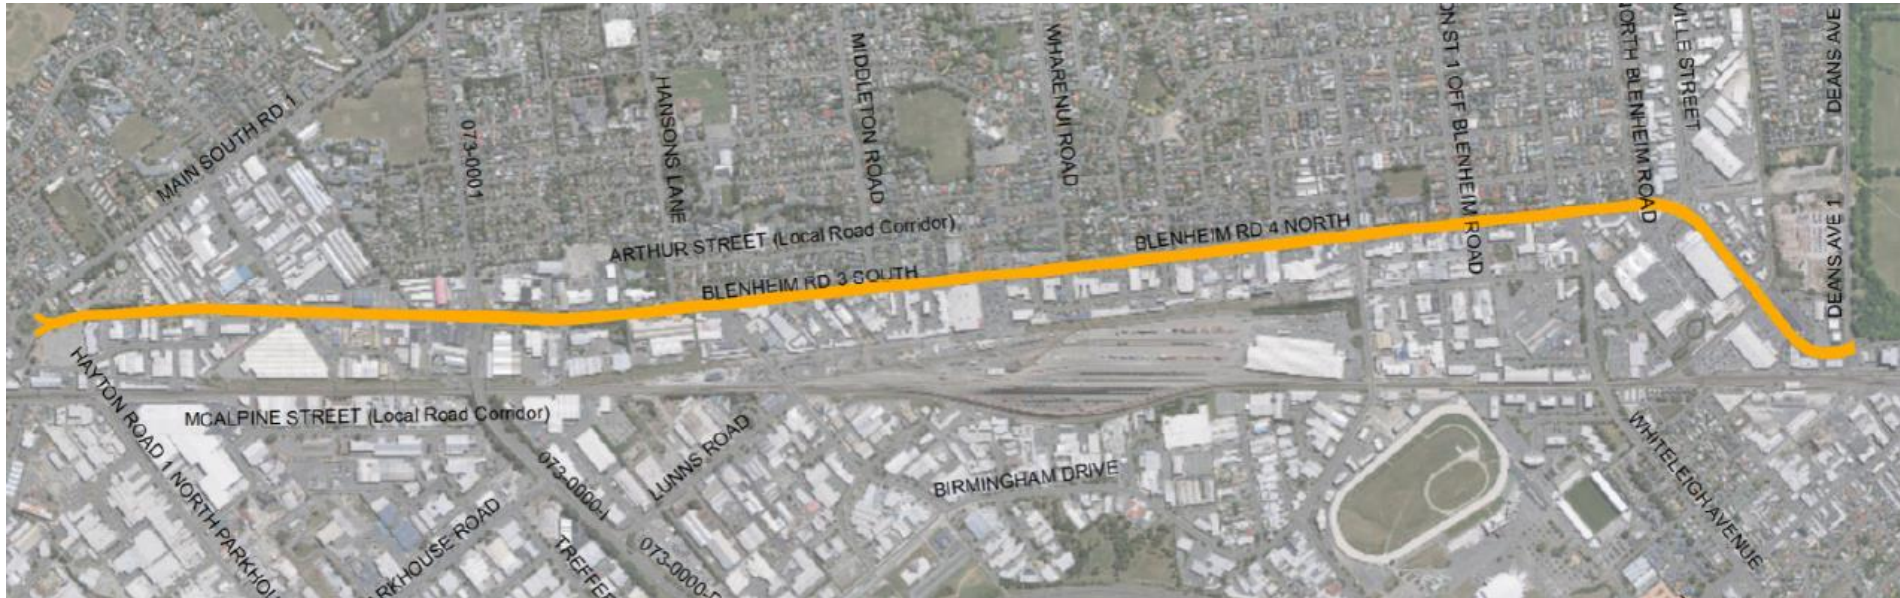 MAIN SOUTH RD 1
073-0001
HANSONS LANE
MIDDLETON ROAD
WHARENUI ROAD
ON ST 1 OFF BLENHEIM ROAD
NORTH BLENHEIM ROAD
VILLE STREET
DEANS AVE
DEANS AVE 1
ARTHUR STREET (Local Road Corridor)
BLENHEIM RD 3 SOUTH
BLENHEIM RD 4 NORTH
HAYTON ROAD 1 NORTH PARKHOU
MCALPINE STREET (Local Road Corridor)
ARKHOUSE ROAD
073-0000-I
TREFFE
LUNNS ROAD
073-0000-D
BIRMINGHAM DRIVE
WHITELEIGH AVENUE